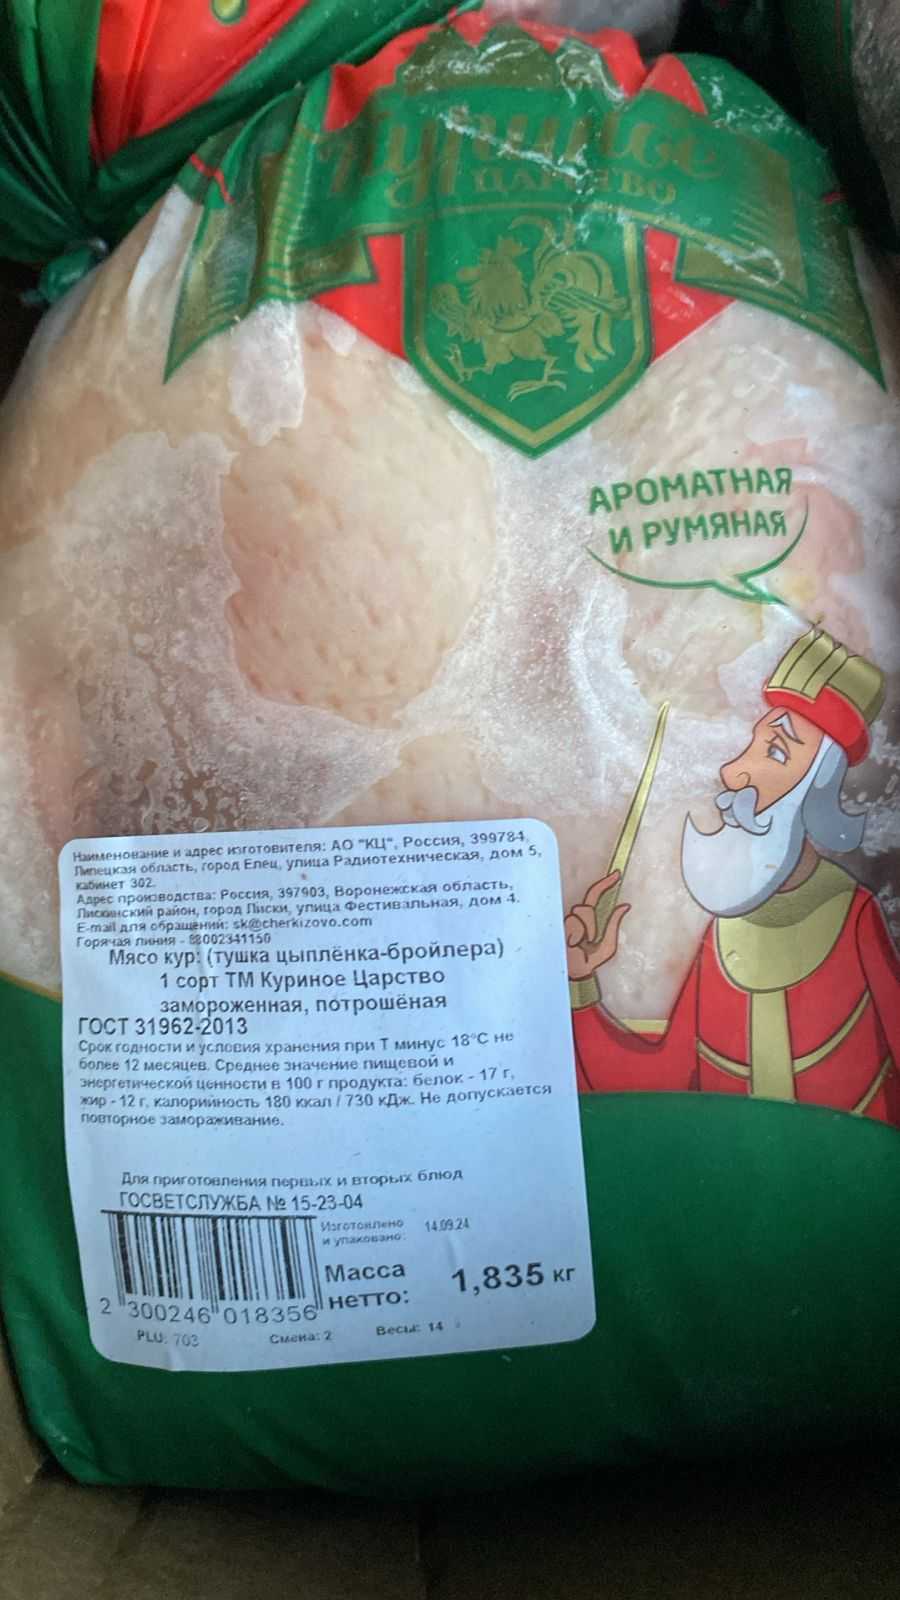 Куриное
ЦАРСТВО
АРОМАТНАЯ
И РУМЯНАЯ
Наименование и адрес изготовителя: АО "КЦ", Россия, 399784,
Липецкая область, город Елец, улица Радиотехническая, дом 5,
кабинет 302.
Адрес производства: Россия, 397903, Воронежская область,
Лискинский район, город Лиски, улица Фестивальная, дом 4.
E-mail для обращений: sk@cherkizovo.com
Горячая линия - 88002341150
Мясо кур: (тушка цыплёнка-бройлера)
1 сорт ТМ Куриное Царство
замороженная, потрошёная
ГОСТ 31962-2013
Срок годности и условия хранения при Т минус 18°С не
более 12 месяцев. Среднее значение пищевой и
энергетической ценности в 100 г продукта: белок - 17 г,
жир - 12 г, калорийность 180 ккал / 730 кДж. Не допускается
повторное замораживание.
Для приготовления первых и вторых блюд
ГОСВЕТСЛУЖБА № 15-23-04
Изготовлено 14.09.24
и упаковано:
Масса
нетто: 1,835 кг
2 300246 018356
PLU: 703 Смена: 2 Весы: 14